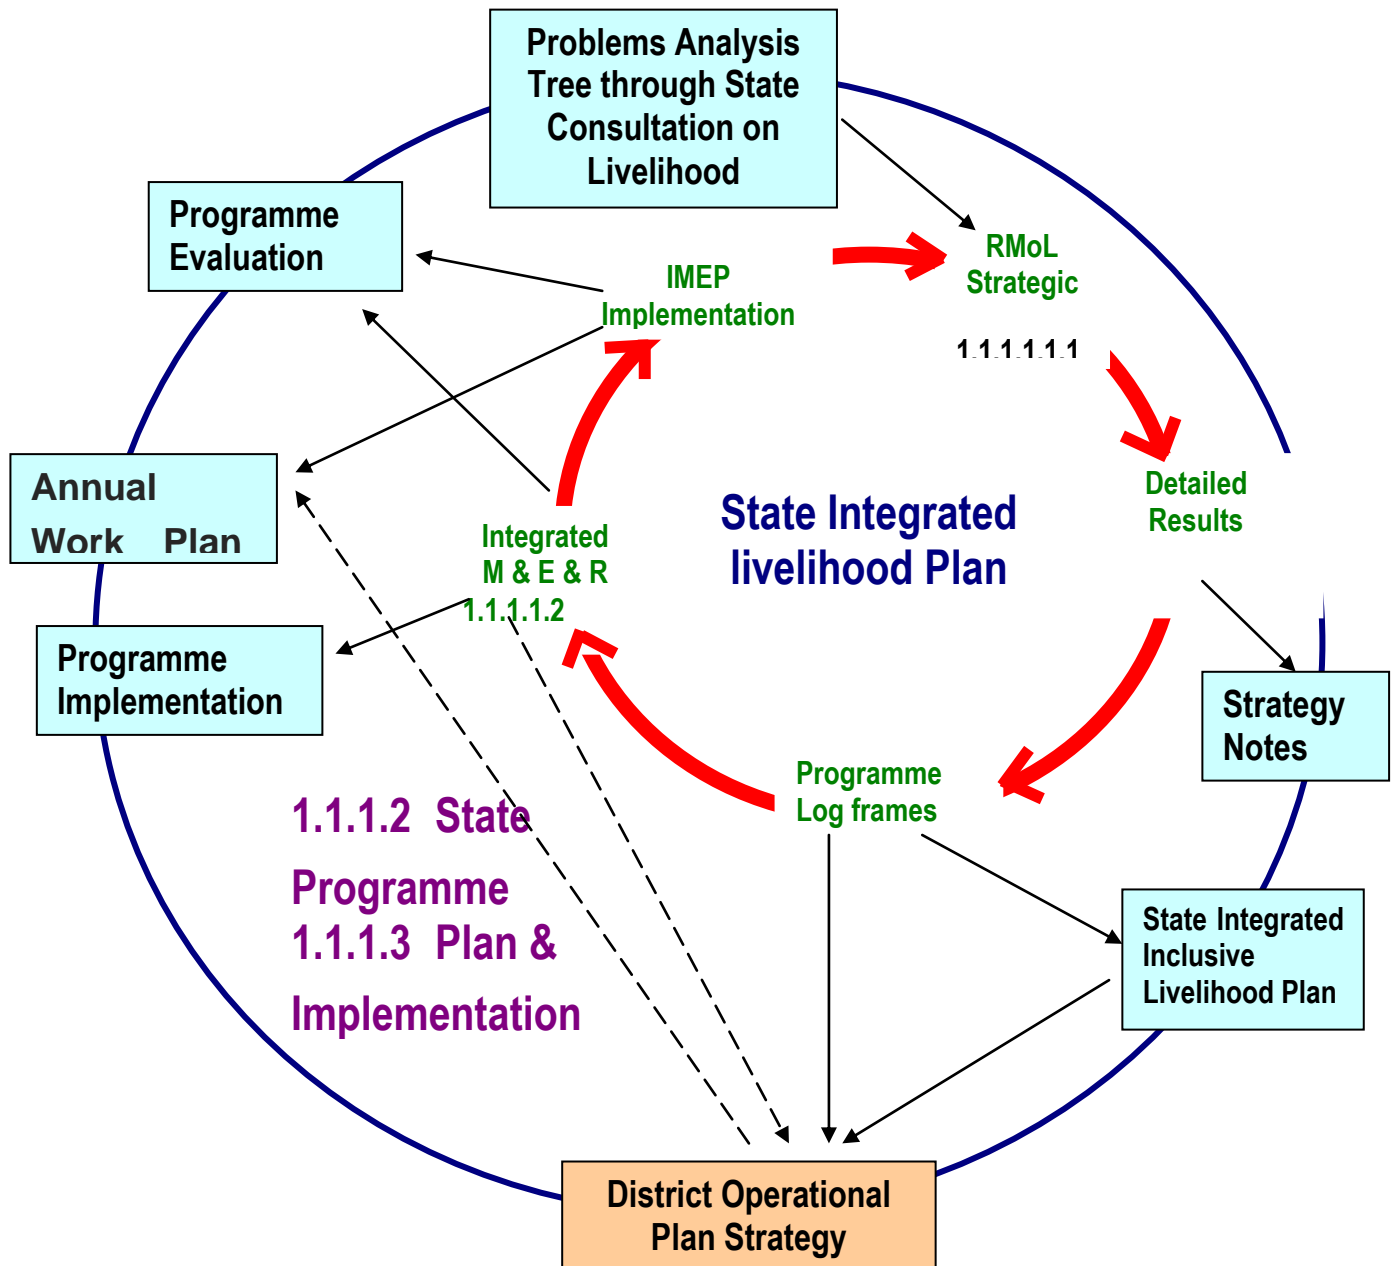 Problems Analysis
Tree through State
Consultation on
Livelihood
Programme
Evaluation
RMoL
Strategic
1.1.1.1.1.1
IMEP
Implementation
Detailed
Results
Annual
Work Plan
State Integrated
livelihood Plan
Integrated
M & E & R
1.1.1.1.2
Programme
Implementation
Strategy
Notes
Programme
Log frames
1.1.1.2 State
Programme
1.1.1.3 Plan &
Implementation
State Integrated
Inclusive
Livelihood Plan
District Operational
Plan Strategy